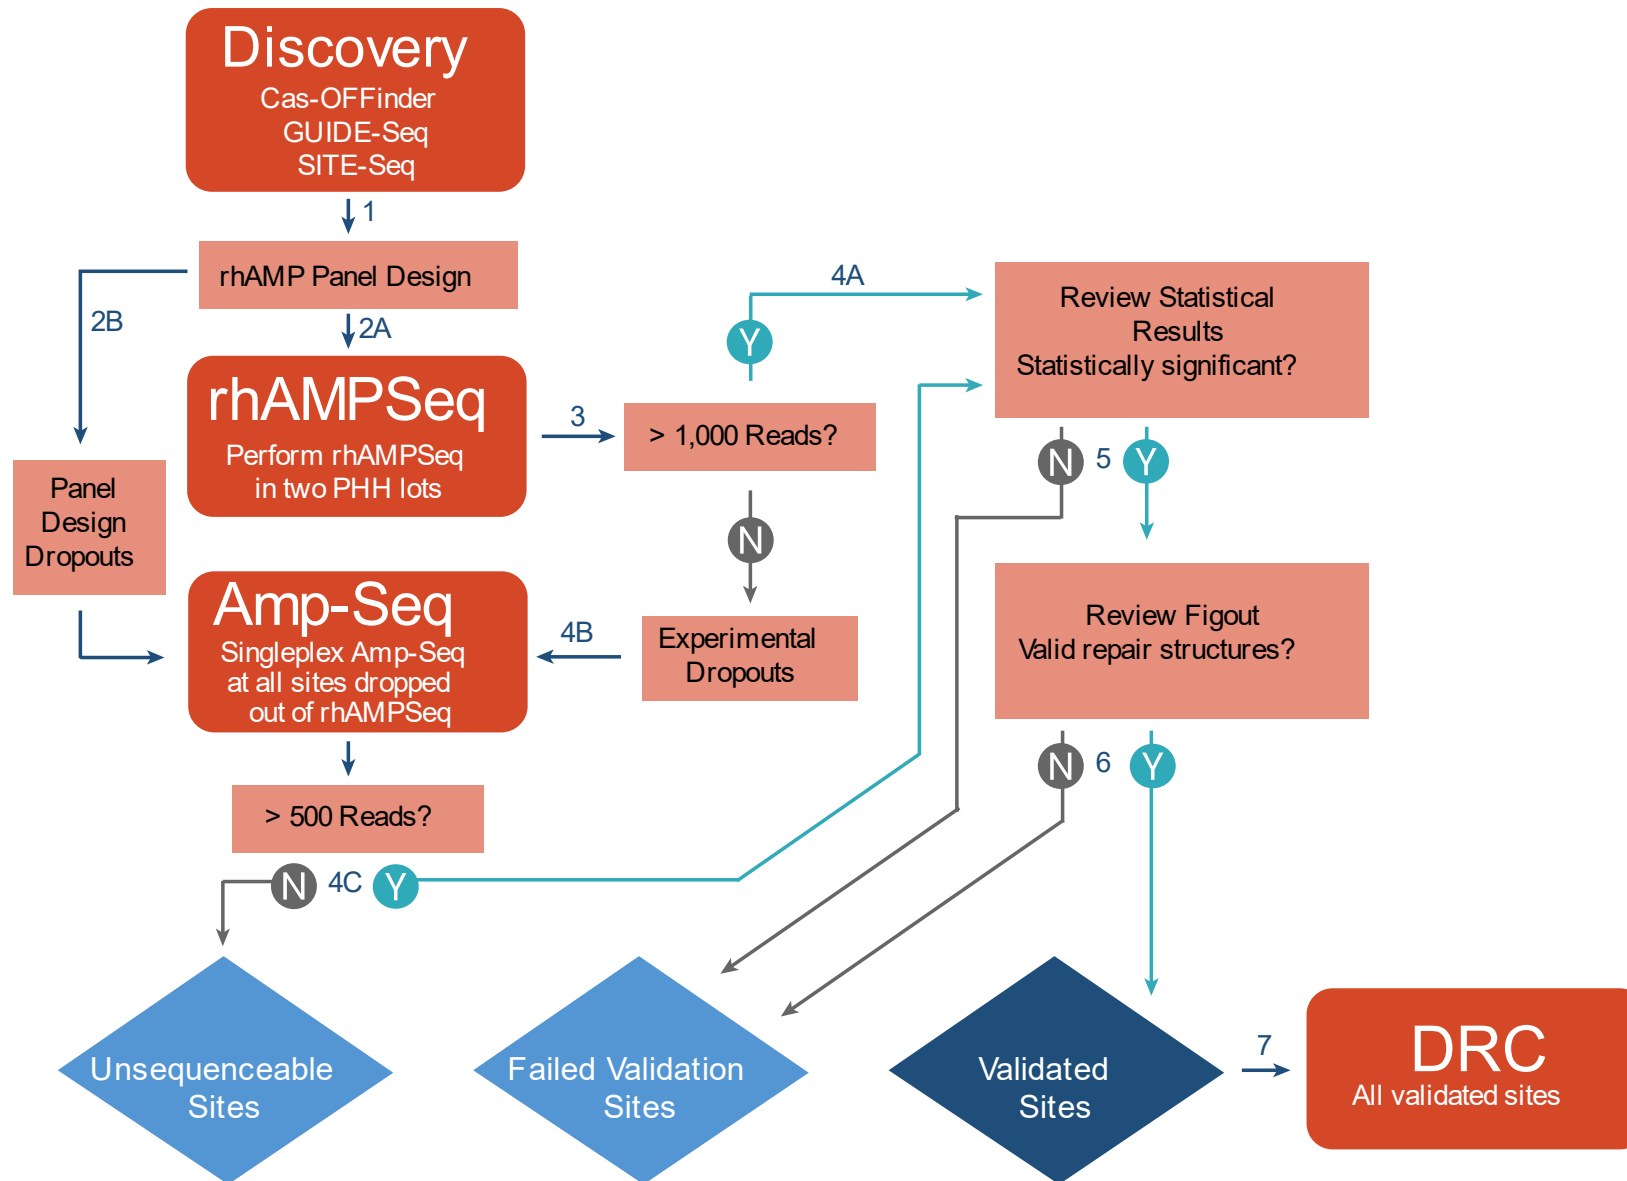 Discovery
Cas-OFFinder
GUIDE-Seq
SITE-Seq
1
rhAMP Panel Design
2B
2A
rhAMPSeq
Perform rhAMPSeq
in two PHH lots
3
> 1,000 Reads?
Y
4A
N
Panel
Design
Dropouts
Amp-Seq
Singleplex Amp-Seq
at all sites dropped
out of rhAMPSeq
4B
Experimental
Dropouts
> 500 Reads?
N
4C
Y
Review Statistical
Results
Statistically significant?
N
5
Y
Review Figout
Valid repair structures?
N
6
Y
Unsequenceable
Sites
Failed Validation
Sites
Validated
Sites
7
DRC
All validated sites